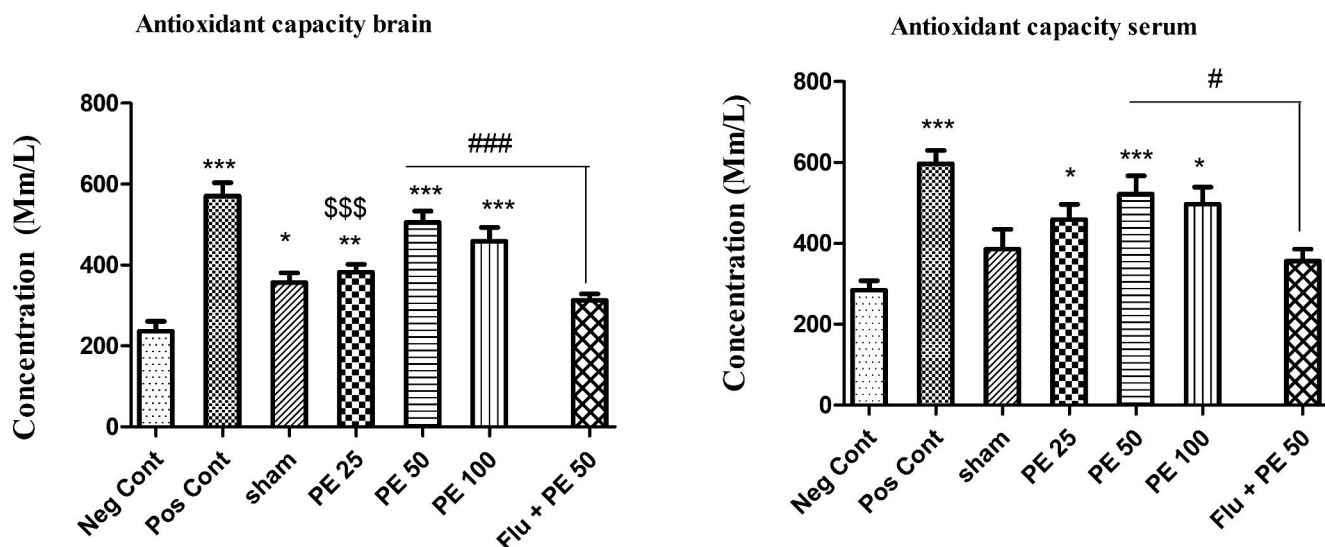 Antioxidant capacity brain
Concentration (Mm/L)
800
600
400
200
0
***
*
$$$
**
***
***
###
Neg Cont
Pos Cont
sham
PE 25
PE 50
PE 100
Flu + PE 50
Antioxidant capacity serum
Concentration (Mm/L)
800
600
400
200
0
***
*
***
*
#
Neg Cont
Pos Cont
sham
PE 25
PE 50
PE 100
Flu + PE 50